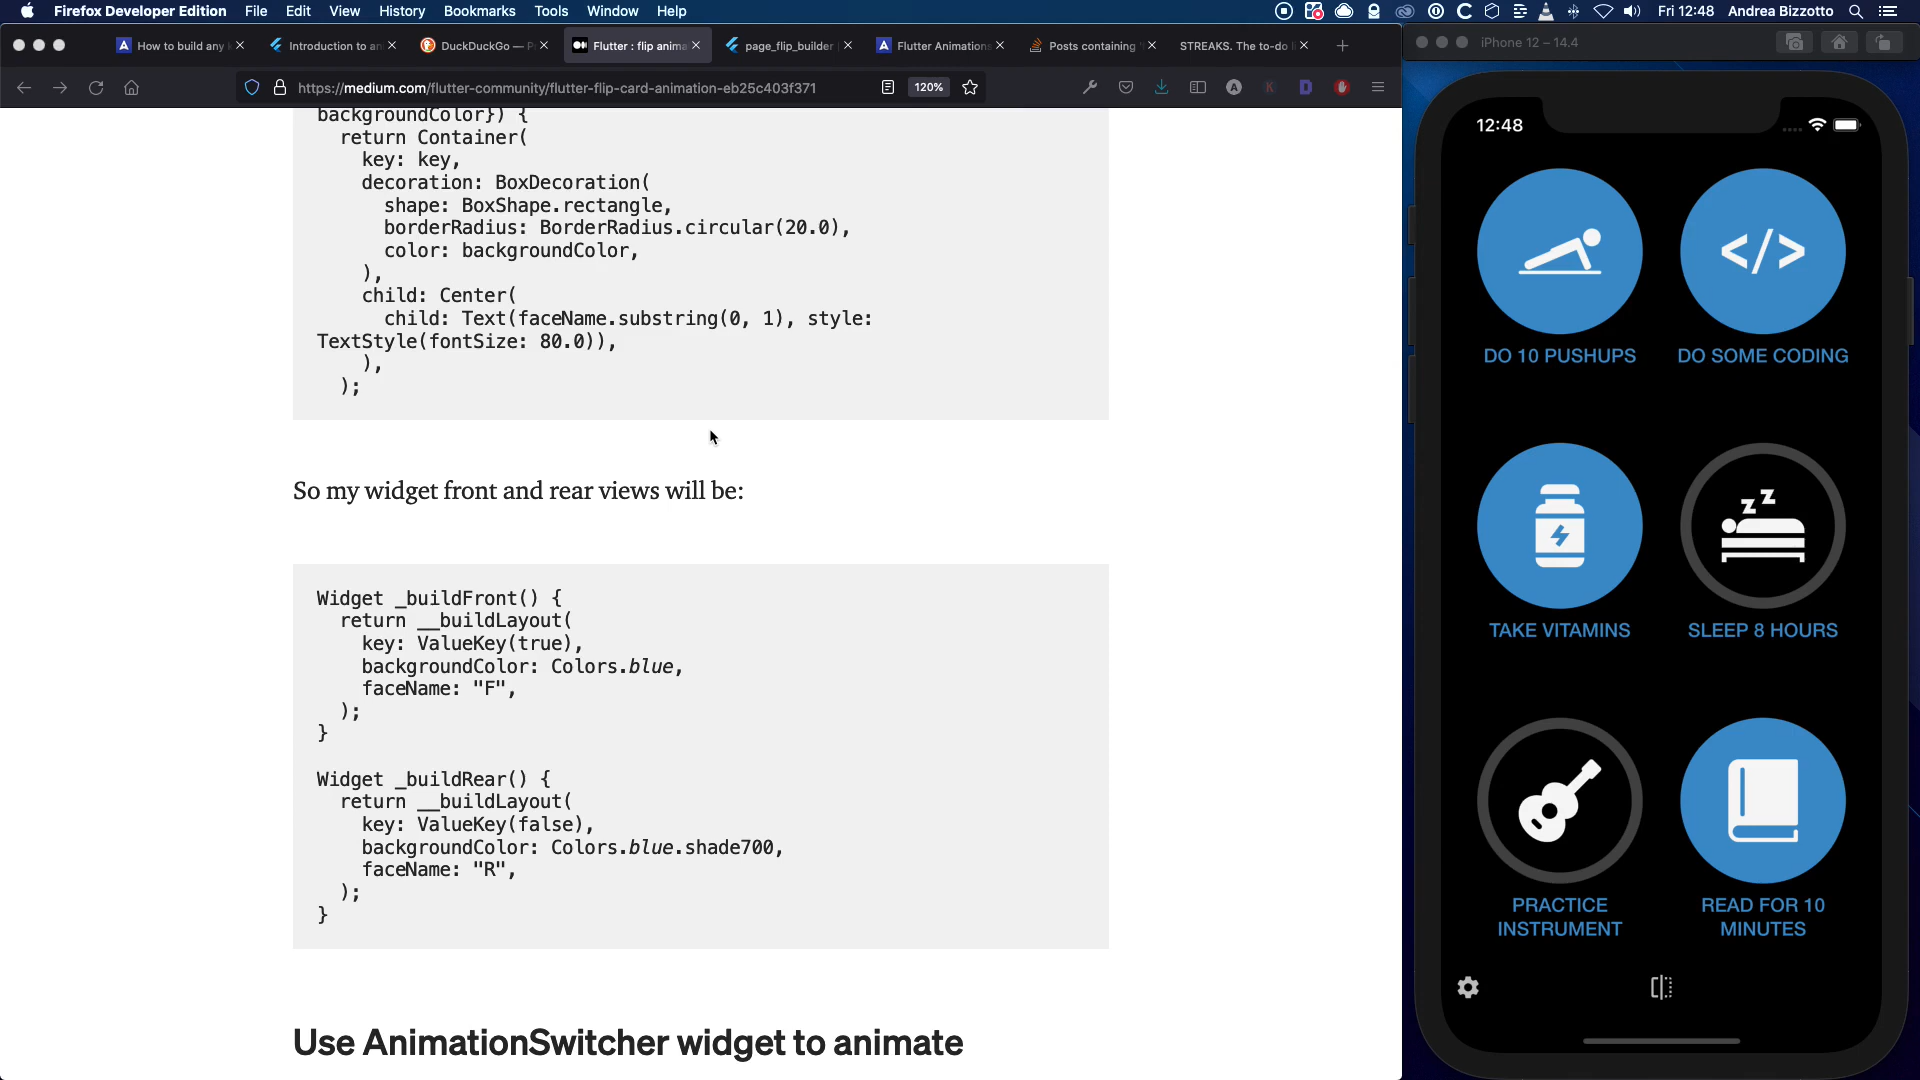 Firefox Developer Edition File Edit View History Bookmarks Tools Window Help Fri 12:48 Andrea Bizzotto
How to build any Introduction to an DuckDuckGo — P Flutter : flip anima page_flip_builder Flutter Animations Posts containing ' STREAKS. The to-do l iPhone 12 – 14.4
https://medium.com/flutter-community/flutter-flip-card-animation-eb25c403f371 120%
backgroundColor}) {
return Container(
key: key,
decoration: BoxDecoration(
shape: BoxShape.rectangle,
borderRadius: BorderRadius.circular(20.0),
color: backgroundColor,
),
child: Center(
child: Text(faceName.substring(0, 1), style:
TextStyle(fontSize: 80.0)),
),
);
So my widget front and rear views will be:
Widget _buildFront() {
return __buildLayout(
key: ValueKey(true),
backgroundColor: Colors.blue,
faceName: "F",
);
}
Widget _buildRear() {
return __buildLayout(
key: ValueKey(false),
backgroundColor: Colors.blue.shade700,
faceName: "R",
);
}
Use AnimationSwitcher widget to animate
12:48
</>
DO 10 PUSHUPS DO SOME CODING
z z
TAKE VITAMINS SLEEP 8 HOURS
PRACTICE
INSTRUMENT
READ FOR 10
MINUTES